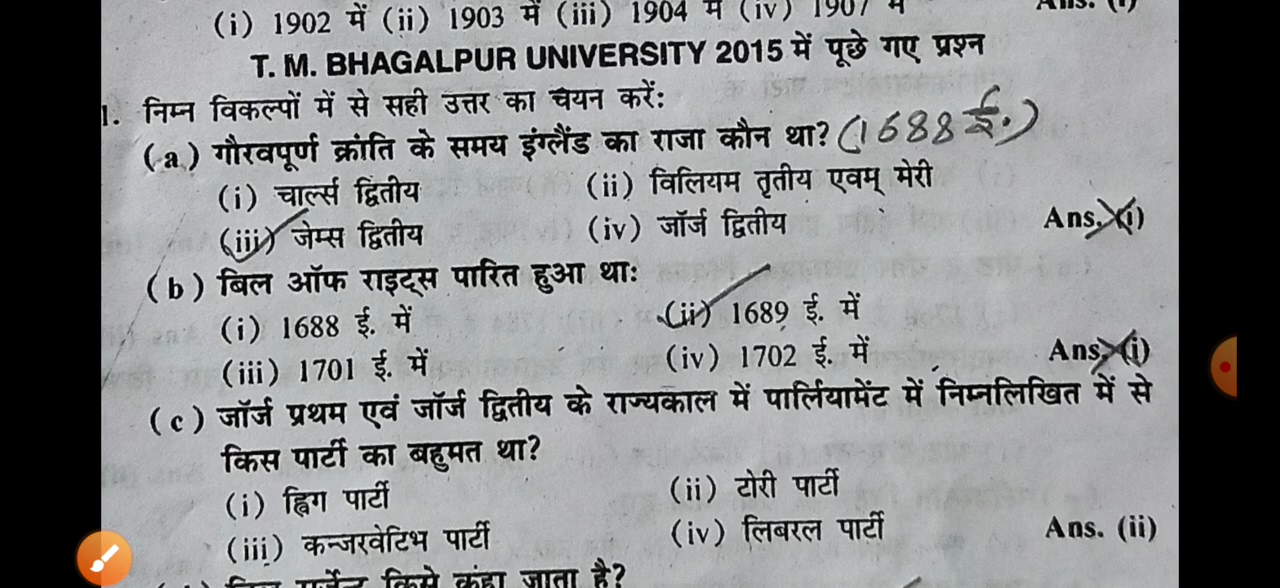 (i) 1902 में (ii) 1903 में (iii) 1904 में (iv) 1907 में Ans. (i)
T. M. BHAGALPUR UNIVERSITY 2015 में पूछे गए प्रश्न
1. निम्न विकल्पों में से सही उत्तर का चयन करें:
(a) गौरवपूर्ण क्रांति के समय इंग्लैंड का राजा कौन था? (1688 ई.)
(i) चार्ल्स द्वितीय (ii) विलियम तृतीय एवम् मेरी
(iii) जेम्स द्वितीय (iv) जॉर्ज द्वितीय Ans. (i)
(b) बिल ऑफ राइट्स पारित हुआ था:
(i) 1688 ई. में (ii) 1689 ई. में
(iii) 1701 ई. में (iv) 1702 ई. में Ans. (i)
(c) जॉर्ज प्रथम एवं जॉर्ज द्वितीय के राज्यकाल में पार्लियामेंट में निम्नलिखित में से
किस पार्टी का बहुमत था?
(i) ह्विग पार्टी (ii) टोरी पार्टी
(iii) कन्जरवेटिभ पार्टी (iv) लिबरल पार्टी Ans. (ii)
किसे कहा जाता है?